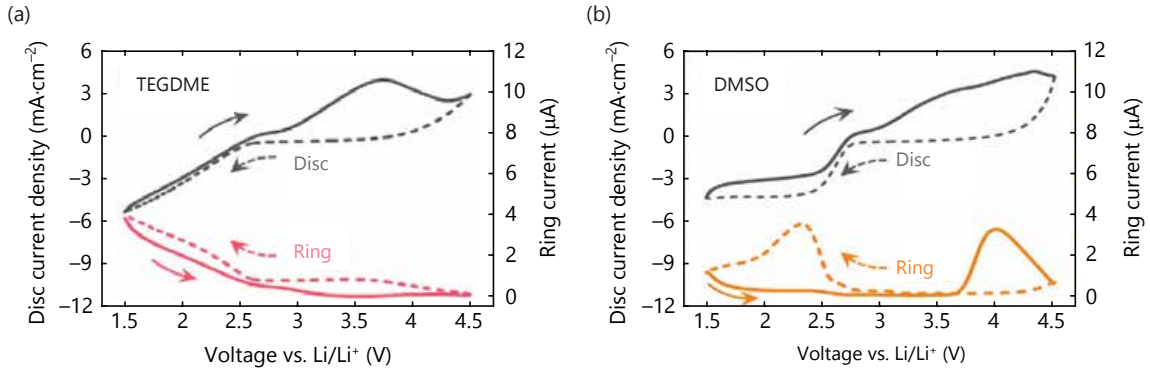 (a)
TEGDME
Disc
Ring
Disc current density (mA·cm⁻²)
6
3
0
−3
−6
−9
−12
Ring current (μA)
12
10
8
6
4
2
0
1.5 2 2.5 3 3.5 4 4.5
Voltage vs. Li/Li⁺ (V)
(b)
DMSO
Disc
Ring
Disc current density (mA·cm⁻²)
6
3
0
−3
−6
−9
−12
Ring current (μA)
12
10
8
6
4
2
0
1.5 2 2.5 3 3.5 4 4.5
Voltage vs. Li/Li⁺ (V)